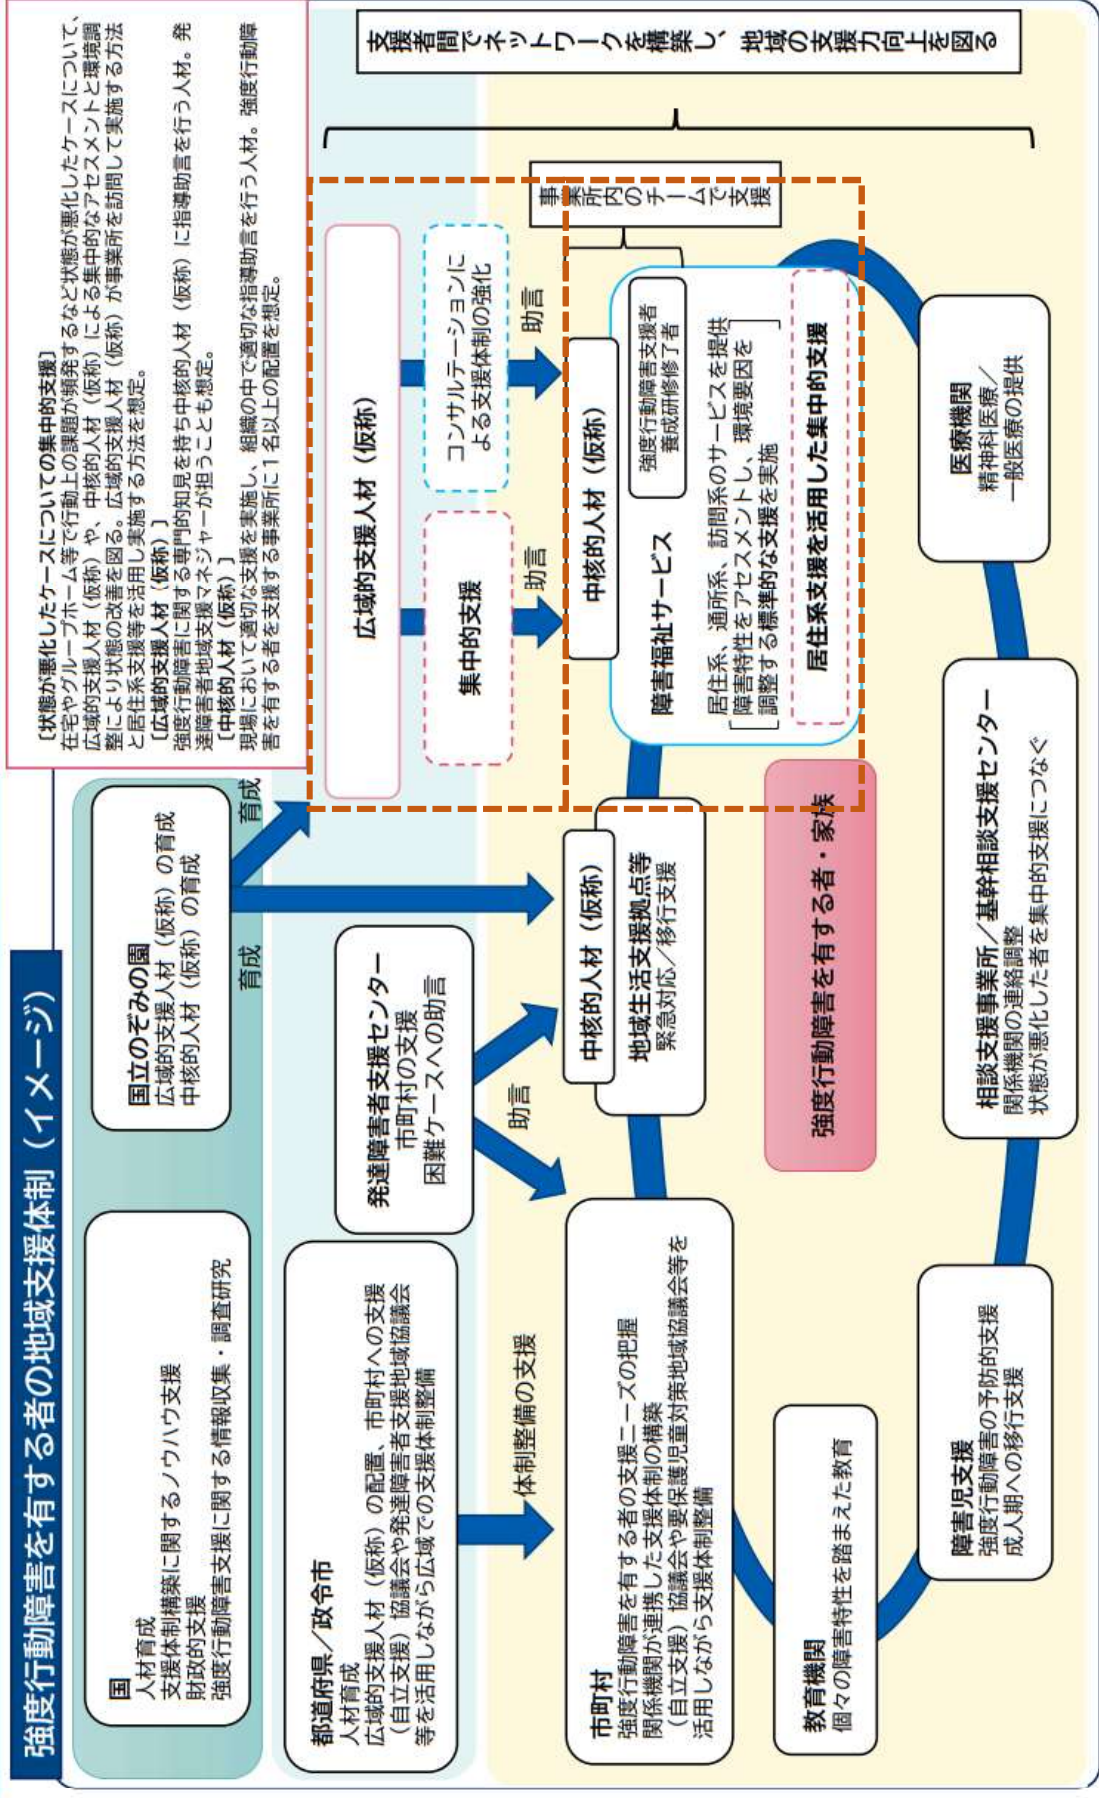 強度行動障害を有する者の地域支援体制（イメージ）
国
人材育成
支援体制構築に関するノウハウ支援
財政的支援
強度行動障害支援に関する情報収集・調査研究
国立のぞみの園
広域的支援人材（仮称）の育成
中核的人材（仮称）の育成
育成
育成
〔状態が悪化したケースについての集中的支援〕
在宅やグループホーム等で行動上の課題が頻発するなど状態が悪化したケースについて、
広域的支援人材（仮称）や、中核的人材（仮称）による集中的なアセスメントと環境調
整により状態の改善を図る。広域的支援人材（仮称）が事業所を訪問して実施する方法
と居住系支援等を活用し実施する方法を想定。
〔広域的支援人材（仮称）〕
強度行動障害に関する専門的知見を持ち中核的人材（仮称）に指導助言を行う人材。発
達障害者地域支援マネジャーが担うことも想定。
〔中核的人材（仮称）〕
現場において適切な支援を実施し、組織の中で適切な指導助言を行う人材。強度行動障
害を有する者を支援する事業所に１名以上の配置を想定。
都道府県／政令市
人材育成
広域的支援人材（仮称）の配置、市町村への支援
（自立支援）協議会や発達障害者支援地域協議会
等を活用しながら広域での支援体制整備
発達障害者支援センター
市町村の支援
困難ケースへの助言
広域的支援人材（仮称）
集中的支援
コンサルテーションに
よる支援体制の強化
体制整備の支援
助言
助言
助言
市町村
強度行動障害を有する者の支援ニーズの把握
関係機関が連携した支援体制の構築
（自立支援）協議会や要保護児童対策地域協議会等を
活用しながら支援体制整備
中核的人材（仮称）
地域生活支援拠点等
緊急対応／移行支援
中核的人材（仮称）
障害福祉サービス
強度行動障害支援者
養成研修修了者
居住系、通所系、訪問系のサービスを提供
障害特性をアセスメントし、環境要因を
調整する標準的な支援を実施
居住系支援を活用した集中的支援
事業所内のチームで支援
支援者間でネットワークを構築し、地域の支援力向上を図る
強度行動障害を有する者・家族
教育機関
個々の障害特性を踏まえた教育
障害児支援
強度行動障害の予防的支援
成人期への移行支援
相談支援事業所／基幹相談支援センター
関係機関の連絡調整
状態が悪化した者を集中的支援につなぐ
医療機関
精神科医療／
一般医療の提供